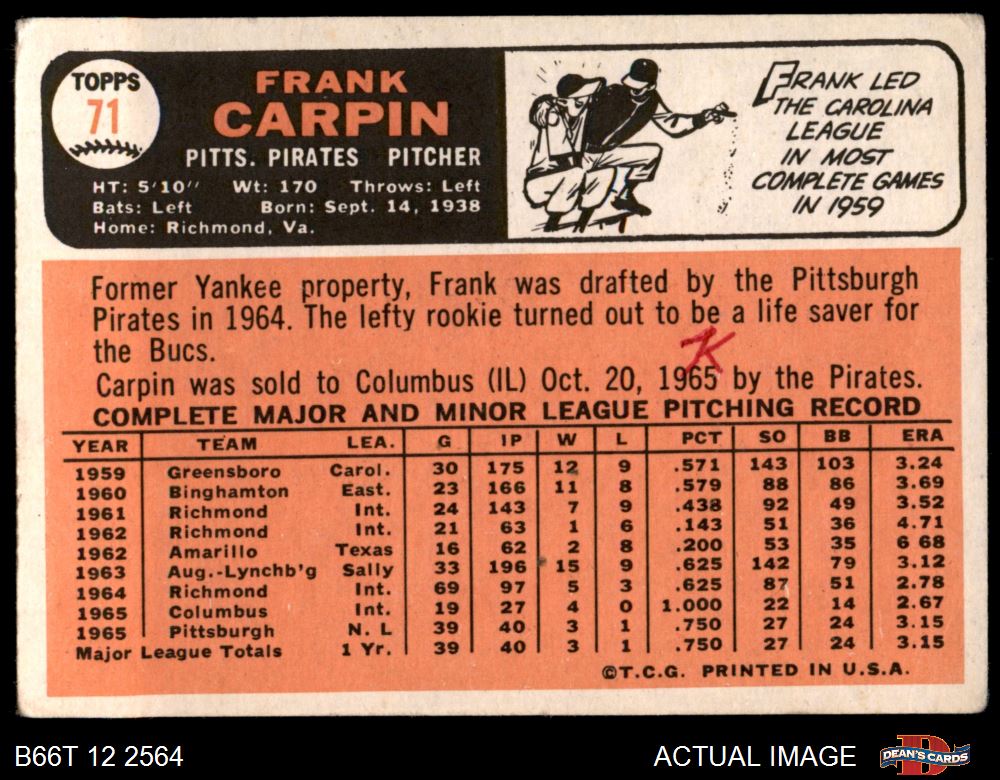 TOPPS
71
FRANK
CARPIN
PITTS. PIRATES PITCHER
HT: 5'10" Wt: 170 Throws: Left
Bats: Left Born: Sept. 14, 1938
Home: Richmond, Va.
FRANK LED
THE CAROLINA
LEAGUE
IN MOST
COMPLETE GAMES
IN 1959
Former Yankee property, Frank was drafted by the Pittsburgh
Pirates in 1964. The lefty rookie turned out to be a life saver for
the Bucs.
K
Carpin was sold to Columbus (IL) Oct. 20, 1965 by the Pirates.
COMPLETE MAJOR AND MINOR LEAGUE PITCHING RECORD
YEAR TEAM LEA. G IP W L PCT SO BB ERA
1959 Greensboro Carol. 30 175 12 9 .571 143 103 3.24
1960 Binghamton East. 23 166 11 8 .579 88 86 3.69
1961 Richmond Int. 24 143 7 9 .438 92 49 3.52
1962 Richmond Int. 21 63 1 6 .143 51 36 4.71
1962 Amarillo Texas 16 62 2 8 .200 53 35 6 68
1963 Aug.-Lynchb'g Sally 33 196 15 9 .625 142 79 3.12
1964 Richmond Int. 69 97 5 3 .625 87 51 2.78
1965 Columbus Int. 19 27 4 0 1.000 22 14 2.67
1965 Pittsburgh N. L 39 40 3 1 .750 27 24 3.15
Major League Totals 1 Yr. 39 40 3 1 .750 27 24 3.15
©T.C.G. PRINTED IN U.S.A.
B66T 12 2564
ACTUAL IMAGE
DEAN'S CARDS